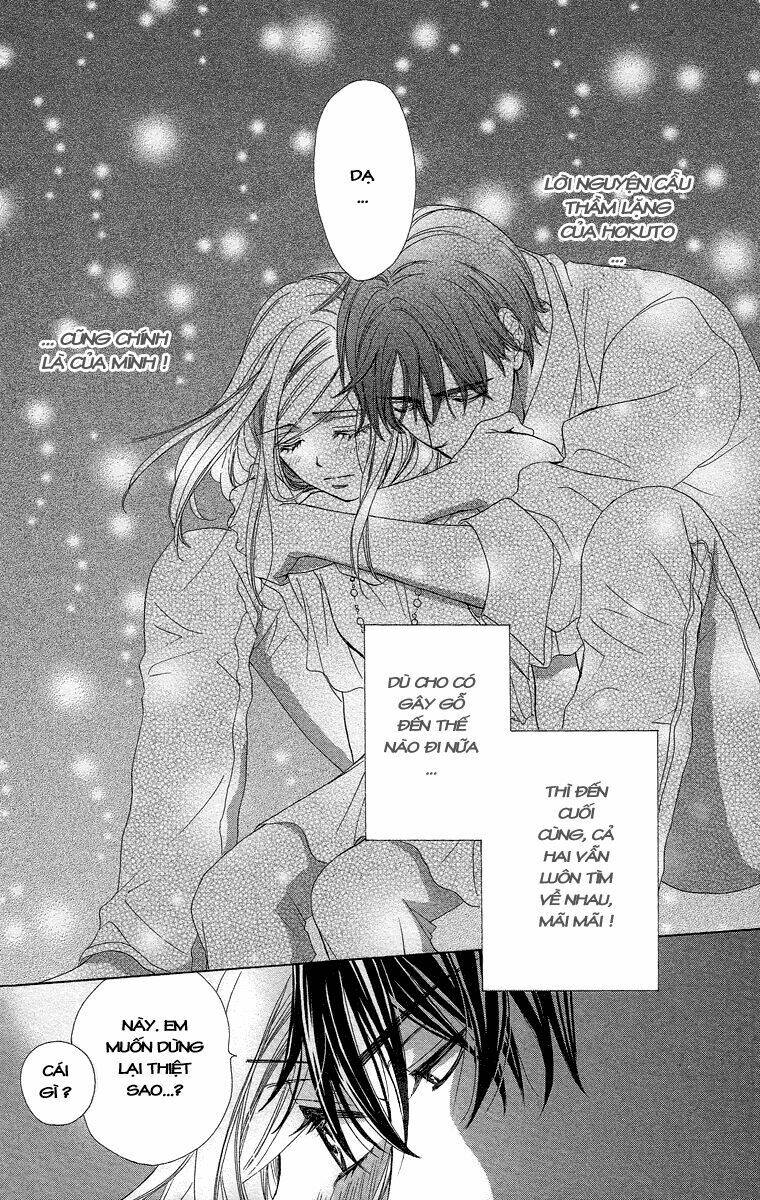 DẠ
...
LỜI NGUYỆN CẦU
THẦM LẶNG
CỦA HOKUTO
...
... CŨNG CHÍNH
LÀ CỦA MÌNH !
DÙ CHO CÓ
GÂY GỖ
ĐẾN THẾ
NÀO ĐI NỮA
...
THÌ ĐẾN
CUỐI
CÙNG, CẢ
HAI VẪN
LUÔN TÌM
VỀ NHAU,
MÃI MÃI !
NÀY. EM
MUỐN DỪNG
LẠI THIỆT
SAO...?
CÁI
GÌ ?